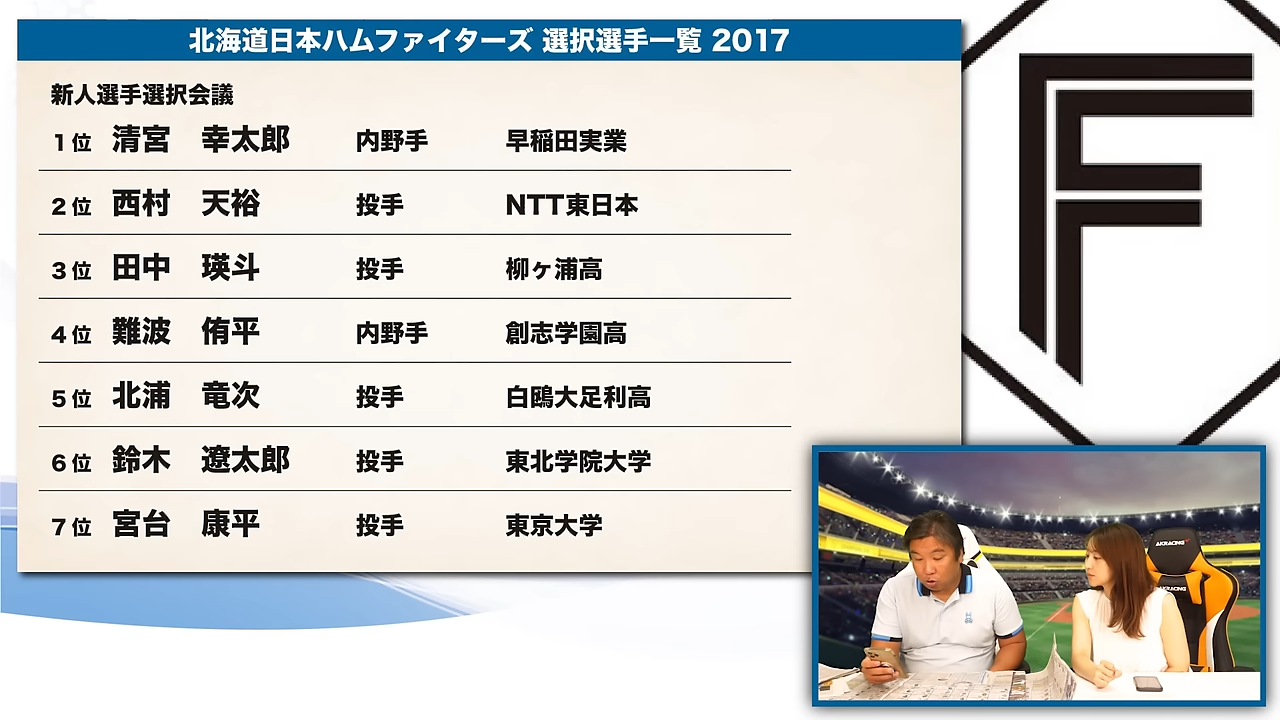 北海道日本ハムファイターズ 選択選手一覧 2017
新人選手選択会議
1位 清宮 幸太郎 内野手 早稲田実業
2位 西村 天裕 投手 NTT東日本
3位 田中 瑛斗 投手 柳ヶ浦高
4位 難波 侑平 内野手 創志学園高
5位 北浦 竜次 投手 白鴎大足利高
6位 鈴木 遼太郎 投手 東北学院大学
7位 宮台 康平 投手 東京大学
F
AKRACING
AKRACING